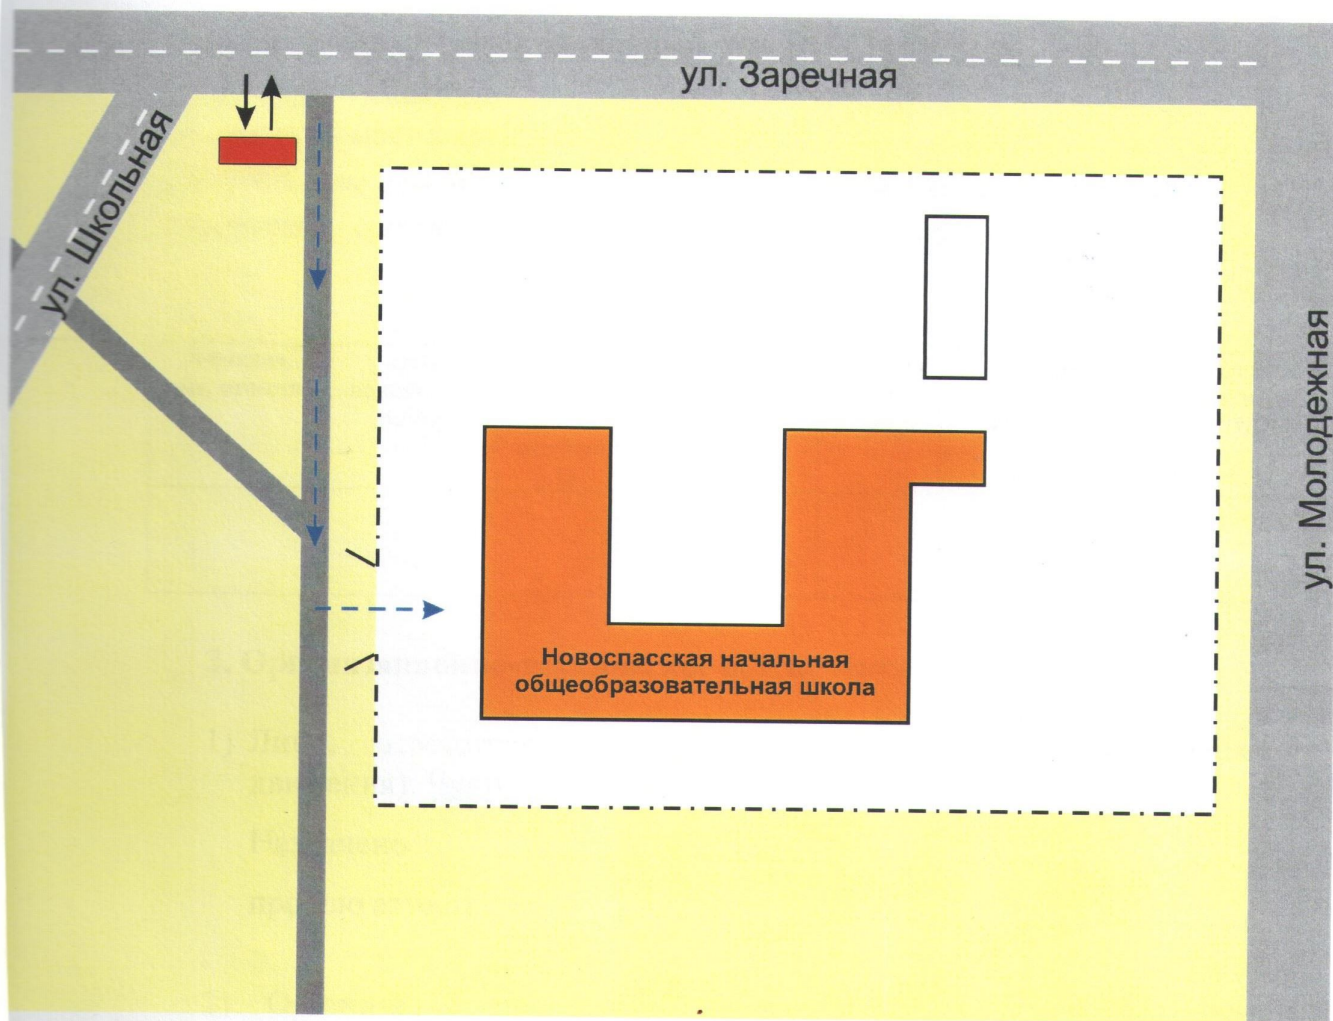 ул. Заречная
ул. Школьная
ул. Молодежная
Новоспасская начальная
общеобразовательная школа